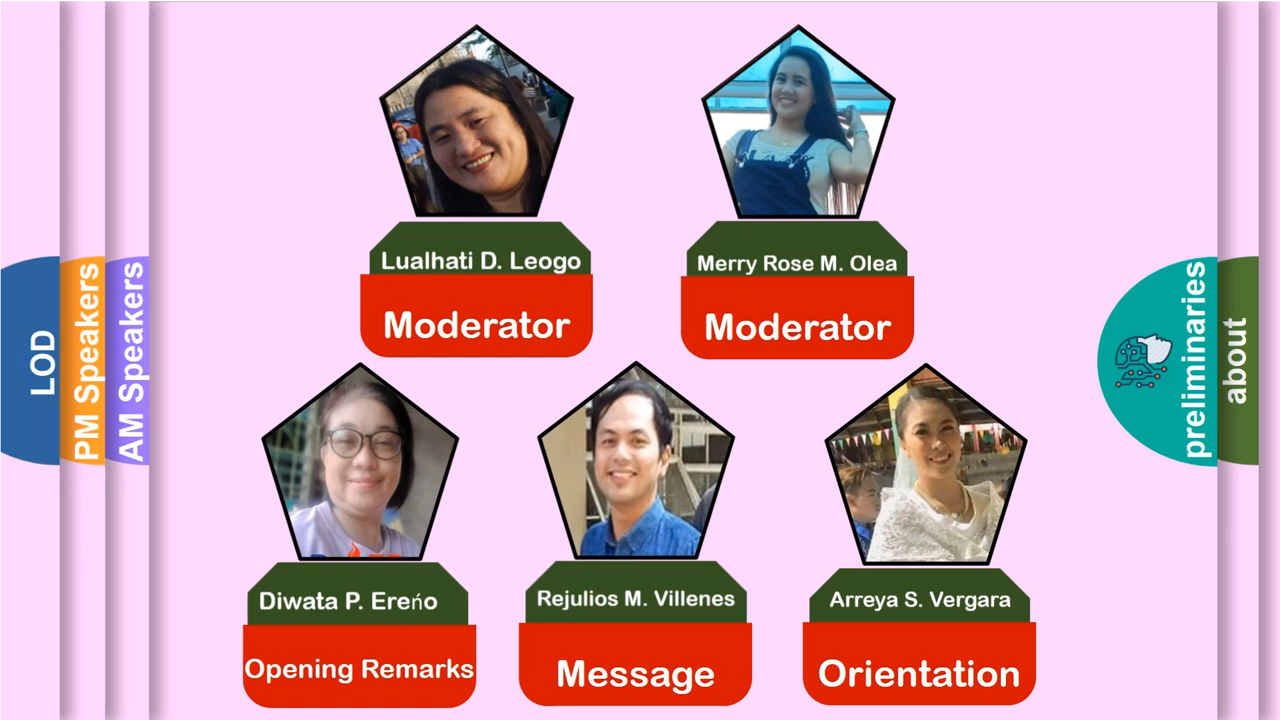 Lualhati D. Leogo
Moderator
Merry Rose M. Olea
Moderator
Diwata P. Ereńo
Opening Remarks
Rejulios M. Villenes
Message
Arreya S. Vergara
Orientation
LOD
PM Speakers
AM Speakers
preliminaries
about